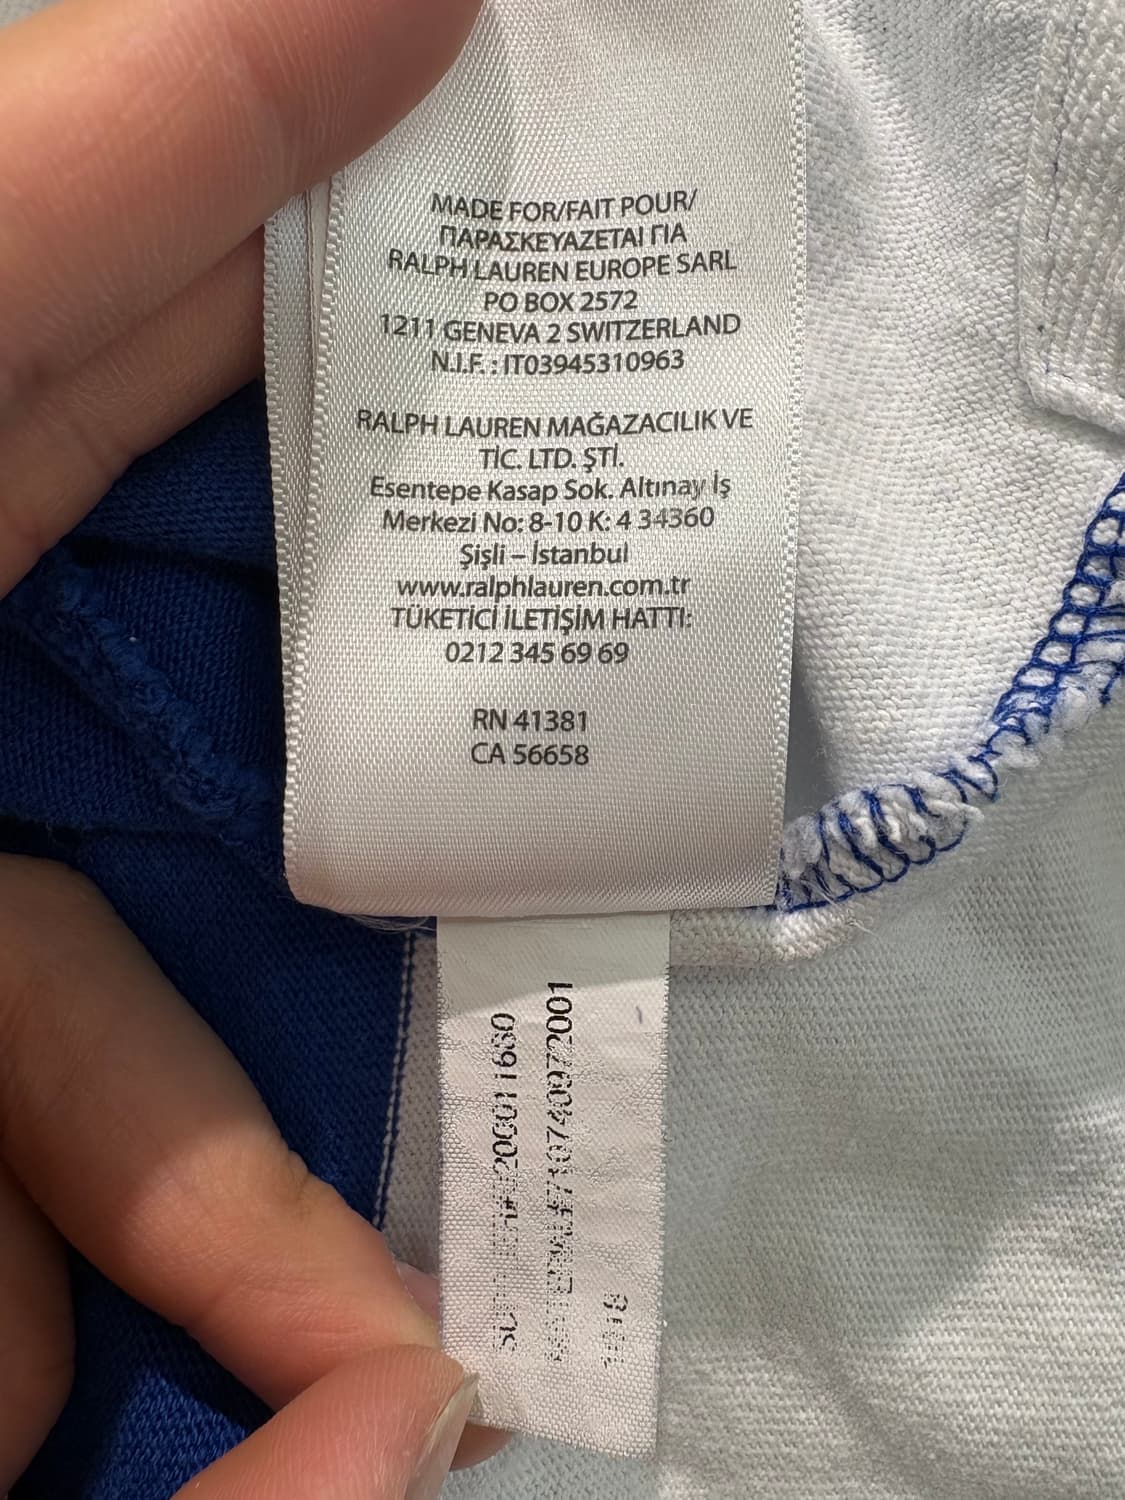 MADE FOR/FAIT POUR/
ΠΑΡΑΣΚΕΥΑΖΕΤΑΙ ΓΙΑ
RALPH LAUREN EUROPE SARL
PO BOX 2572
1211 GENEVA 2 SWITZERLAND
N.I.F. : IT03945310963
RALPH LAUREN MAĞAZACILIK VE
TİC. LTD. ŞTİ.
Esentepe Kasap Sok. Altınay İş
Merkezi No: 8-10 K: 4 34360
Şişli – İstanbul
www.ralphlauren.com.tr
TÜKETİCİ İLETİŞİM HATTI:
0212 345 69 69
RN 41381
CA 56658